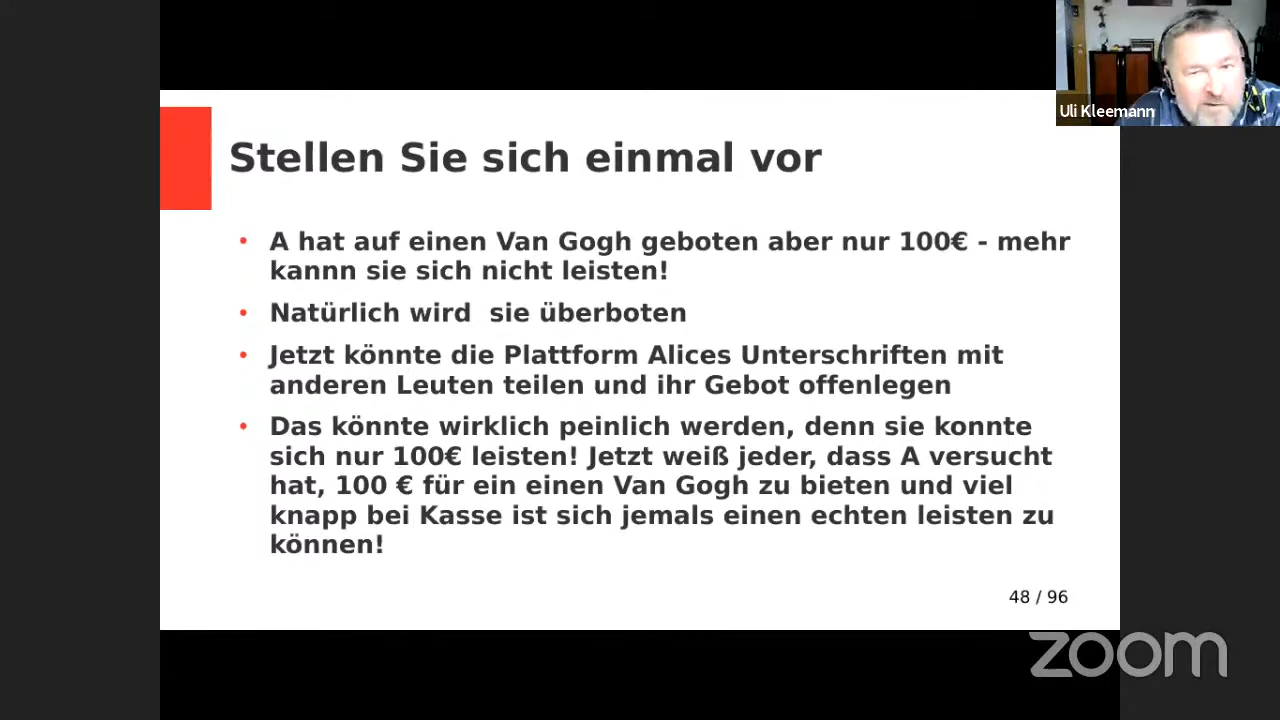 Uli Kleemann
Stellen Sie sich einmal vor
• A hat auf einen Van Gogh geboten aber nur 100€ - mehr
kannn sie sich nicht leisten!
• Natürlich wird  sie überboten
• Jetzt könnte die Plattform Alices Unterschriften mit
anderen Leuten teilen und ihr Gebot offenlegen
• Das könnte wirklich peinlich werden, denn sie konnte
sich nur 100€ leisten! Jetzt weiß jeder, dass A versucht
hat, 100 € für ein einen Van Gogh zu bieten und viel
knapp bei Kasse ist sich jemals einen echten leisten zu
können!
48 / 96
zoom